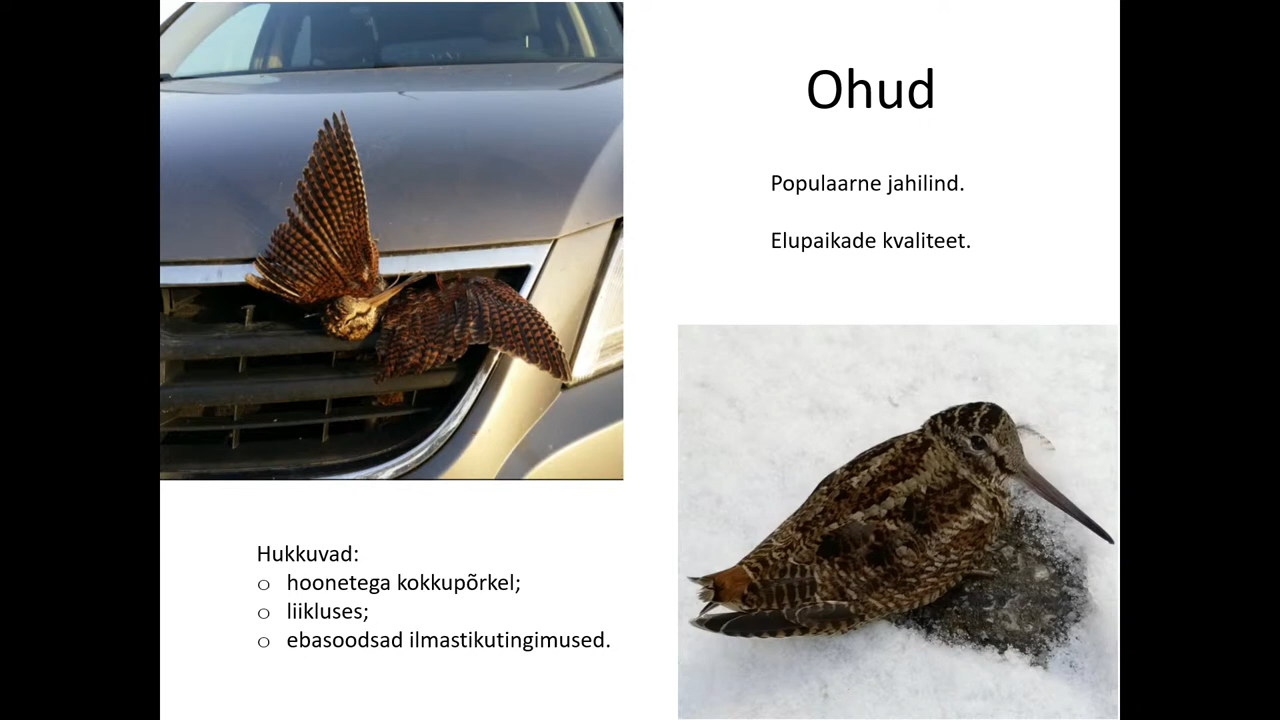 Ohud
Populaarne jahilind.
Elupaikade kvaliteet.
Hukkuvad:
o hoonetega kokkupõrkel;
o liikluses;
o ebasoodsad ilmastikutingimused.